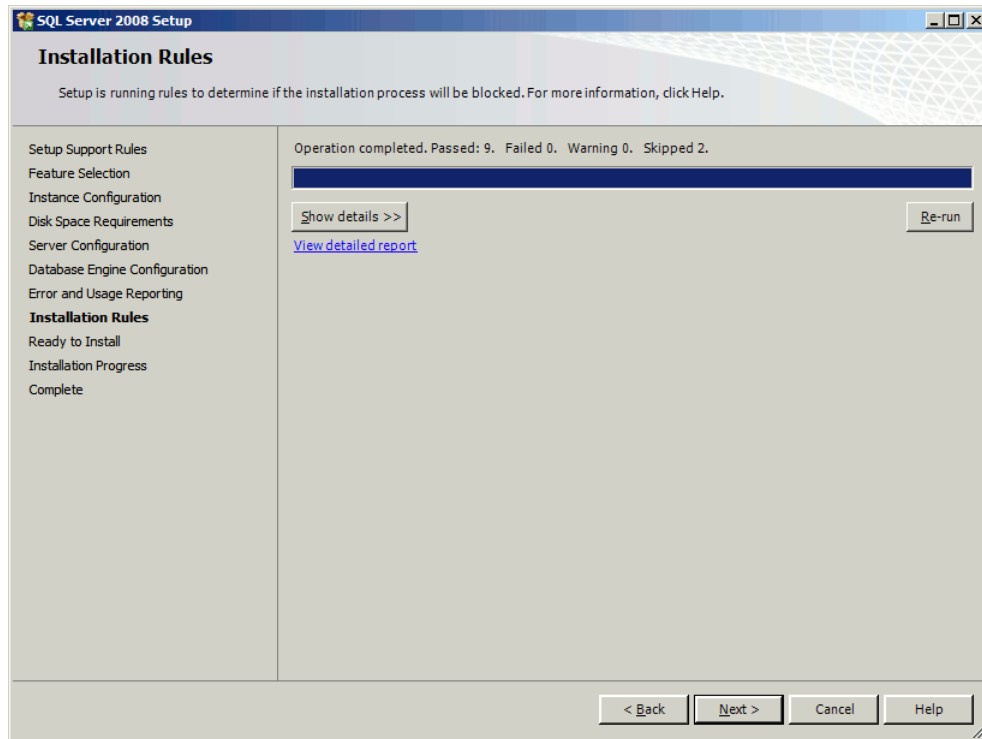 SQL Server 2008 Setup
Installation Rules
Setup is running rules to determine if the installation process will be blocked. For more information, click Help.
Setup Support Rules
Feature Selection
Instance Configuration
Disk Space Requirements
Server Configuration
Database Engine Configuration
Error and Usage Reporting
Installation Rules
Ready to Install
Installation Progress
Complete
Operation completed. Passed: 9. Failed 0. Warning 0. Skipped 2.
Show details >>
Re-run
View detailed report
< Back
Next >
Cancel
Help